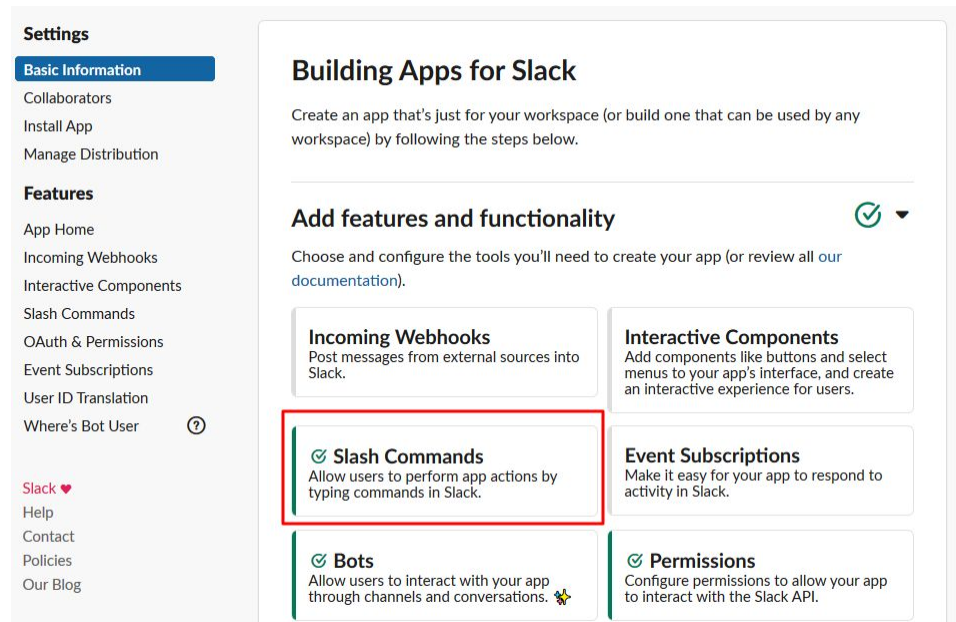 Settings
Basic Information
Collaborators
Install App
Manage Distribution
Features
App Home
Incoming Webhooks
Interactive Components
Slash Commands
OAuth & Permissions
Event Subscriptions
User ID Translation
Where's Bot User ?
Slack ♥
Help
Contact
Policies
Our Blog
Building Apps for Slack
Create an app that's just for your workspace (or build one that can be used by any
workspace) by following the steps below.
Add features and functionality
Choose and configure the tools you'll need to create your app (or review all our
documentation).
Incoming Webhooks
Post messages from external sources into
Slack.
Interactive Components
Add components like buttons and select
menus to your app's interface, and create
an interactive experience for users.
Slash Commands
Allow users to perform app actions by
typing commands in Slack.
Event Subscriptions
Make it easy for your app to respond to
activity in Slack.
Bots
Allow users to interact with your app
through channels and conversations. ✨
Permissions
Configure permissions to allow your app
to interact with the Slack API.